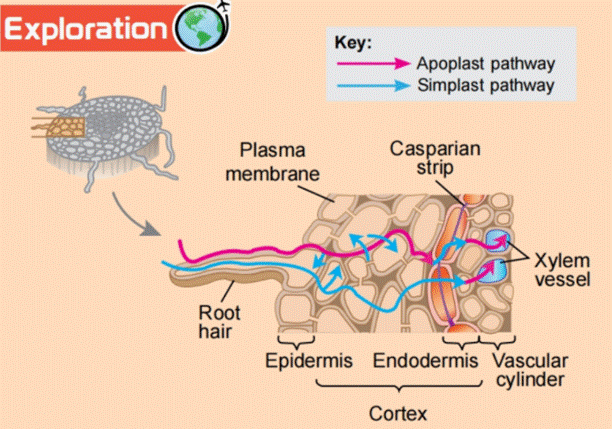 Exploration
Key:
Apoplast pathway
Simplast pathway
Plasma
membrane
Casparian
strip
Xylem
vessel
Root
hair
Epidermis
Endodermis
Vascular
cylinder
Cortex